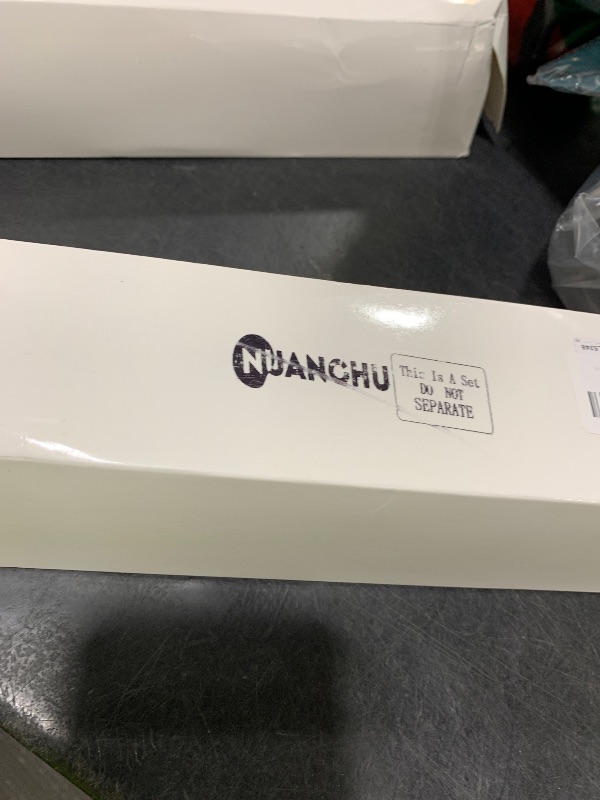 NUANCHU
This Is A Set
DO NOT
SEPARATE